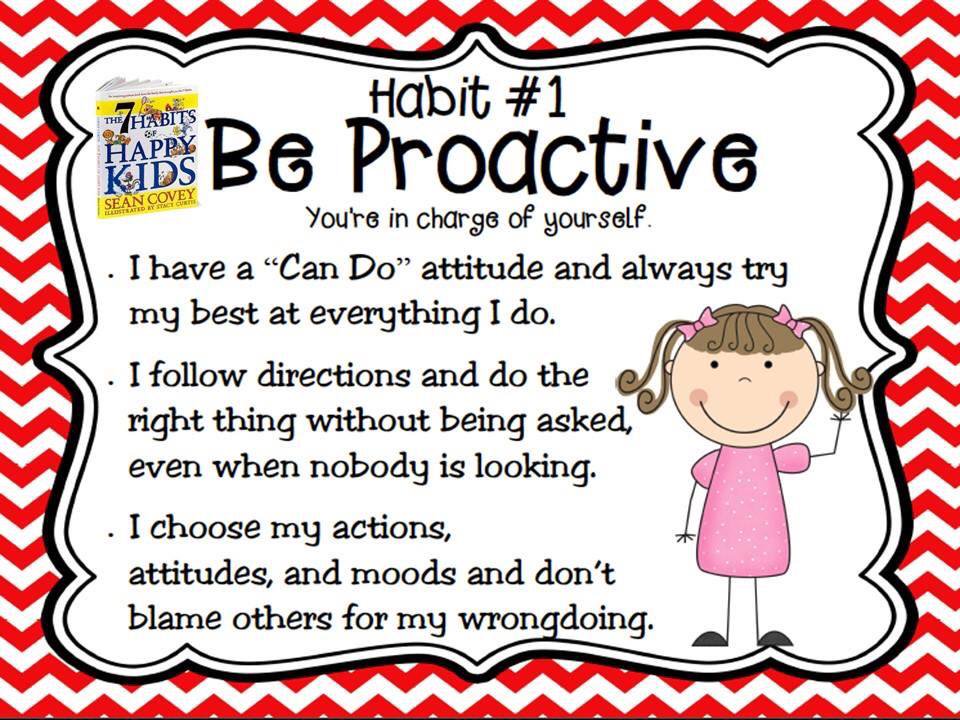 Habit #1
THE 7 HABITS
OF
HAPPY
KIDS
SEAN COVEY
ILLUSTRATED BY STACY CURTIS
Be Proactive
You're in charge of yourself.
. I have a “Can Do” attitude and always try
my best at everything I do.
. I follow directions and do the
right thing without being asked,
even when nobody is looking.
. I choose my actions,
attitudes, and moods and don't
blame others for my wrongdoing.